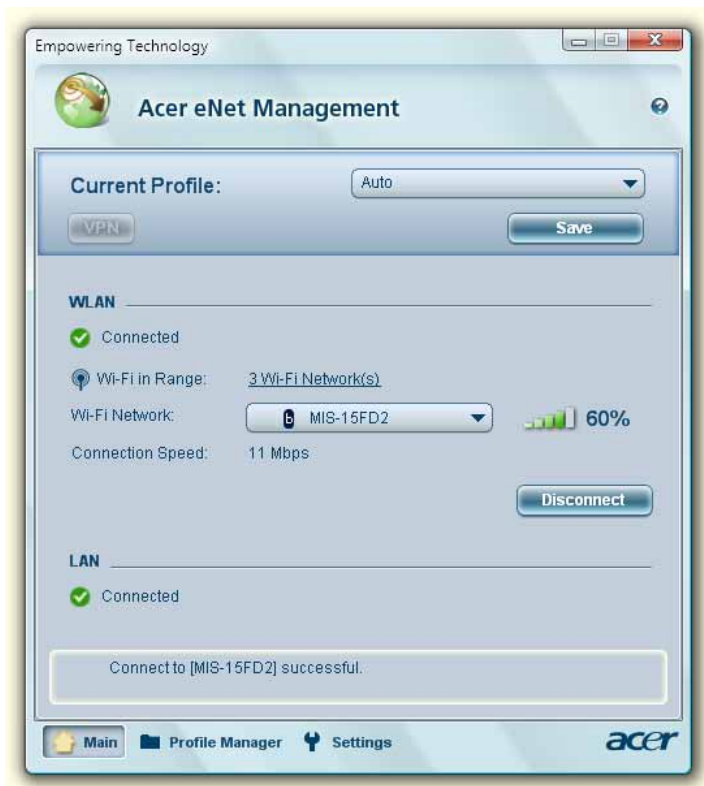 Empowering Technology
Acer eNet Management
Current Profile: Auto
VPN Save
WLAN
Connected
Wi-Fi in Range: 3 Wi-Fi Network(s)
Wi-Fi Network: b MIS-15FD2 60%
Connection Speed: 11 Mbps
Disconnect
LAN
Connected
Connect to [MIS-15FD2] successful.
Main Profile Manager Settings acer